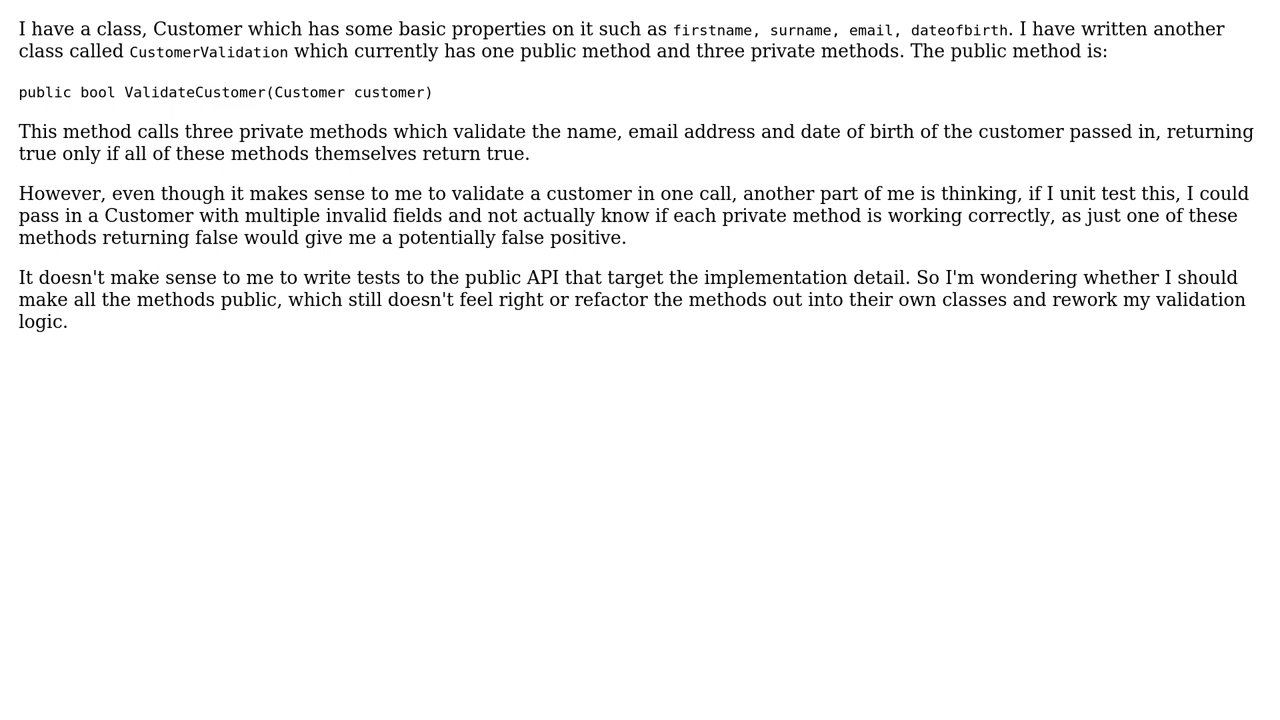 I have a class, Customer which has some basic properties on it such as firstname, surname, email, dateofbirth. I have written another
class called CustomerValidation which currently has one public method and three private methods. The public method is:
public bool ValidateCustomer(Customer customer)
This method calls three private methods which validate the name, email address and date of birth of the customer passed in, returning
true only if all of these methods themselves return true.
However, even though it makes sense to me to validate a customer in one call, another part of me is thinking, if I unit test this, I could
pass in a Customer with multiple invalid fields and not actually know if each private method is working correctly, as just one of these
methods returning false would give me a potentially false positive.
It doesn't make sense to me to write tests to the public API that target the implementation detail. So I'm wondering whether I should
make all the methods public, which still doesn't feel right or refactor the methods out into their own classes and rework my validation
logic.